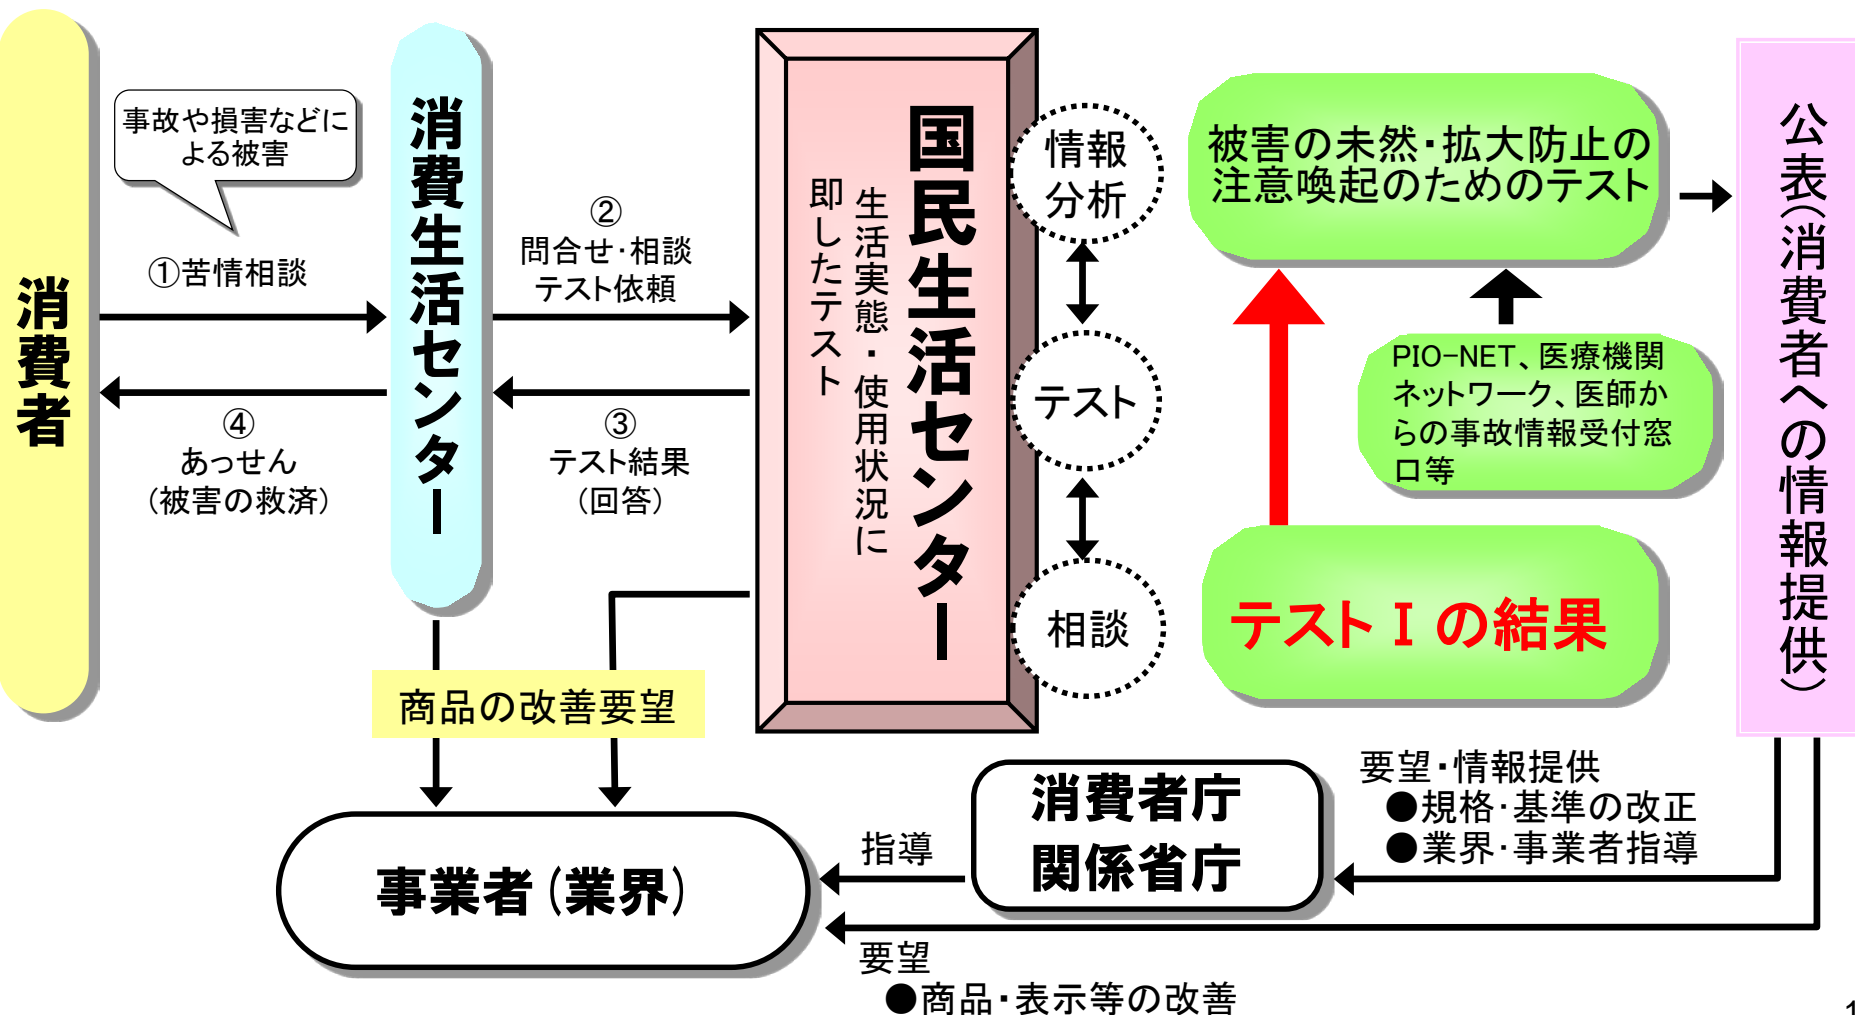 消費者
事故や損害などに
よる被害
①苦情相談
④
あっせん
(被害の救済)
消費生活センター
②
問合せ・相談
テスト依頼
③
テスト結果
(回答)
国民生活センター
生活実態・使用状況に
即したテスト
情報
分析
テスト
相談
被害の未然・拡大防止の
注意喚起のためのテスト
PIO-NET、医療機関
ネットワーク、医師か
らの事故情報受付窓
口等
テストⅠの結果
公表(消費者への情報提供)
商品の改善要望
事業者(業界)
指導
消費者庁
関係省庁
要望・情報提供
●規格・基準の改正
●業界・事業者指導
要望
●商品・表示等の改善
1